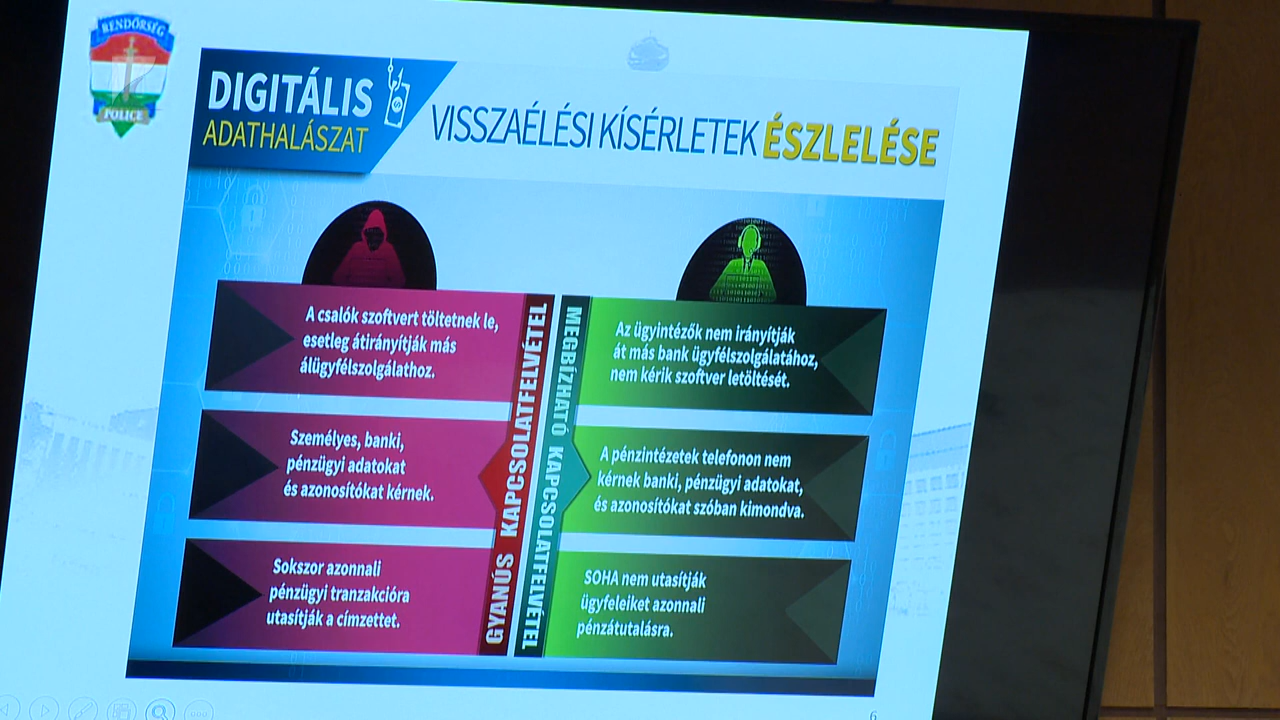 RENDŐRSÉG
POLICE
DIGITÁLIS
ADATHALÁSZAT
VISSZAÉLÉSI KÍSÉRLETEK ÉSZLELÉSE
A csalók szoftvert töltetnek le,
esetleg átirányítják más
álügyfélszolgálathoz.
Személyes, banki,
pénzügyi adatokat
és azonosítókat kérnek.
Sokszor azonnali
pénzügyi tranzakcióra
utasítják a címzettet.
GYANÚS KAPCSOLATFELVÉTEL
MEGBÍZHATÓ KAPCSOLATFELVÉTEL
Az ügyintézők nem irányítják
át más bank ügyfélszolgálatához,
nem kérik szoftver letöltését.
A pénzintézetek telefonon nem
kérnek banki, pénzügyi adatokat,
és azonosítókat szóban kimondva.
SOHA nem utasítják
ügyfeleiket azonnali
pénzátutalásra.
6